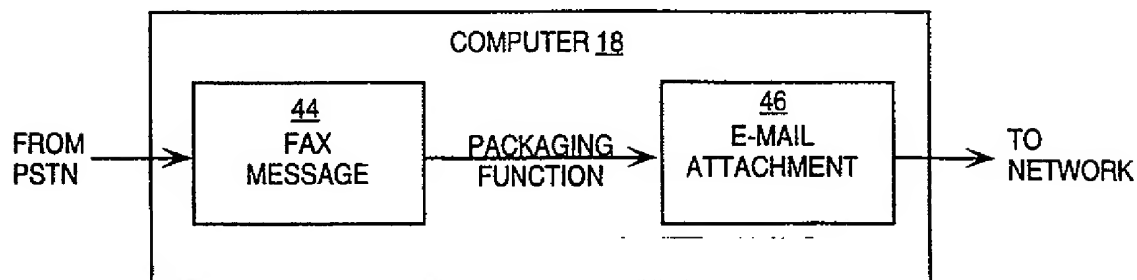 COMPUTER 18
FROM
PSTN
44
FAX
MESSAGE
PACKAGING
FUNCTION
46
E-MAIL
ATTACHMENT
TO
NETWORK